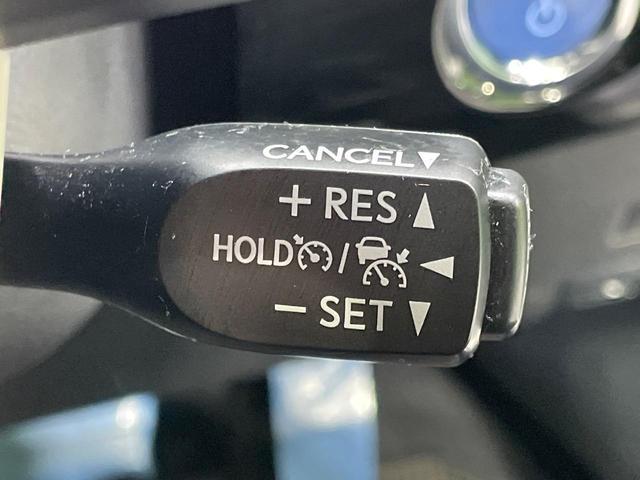 CANCEL▼
+ RES ▲
HOLD / ◀
− SET ▼